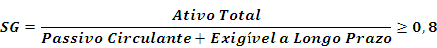 SG = Ativo Total / Passivo Circulante + Exigível a Longo Prazo ≥ 0, 8